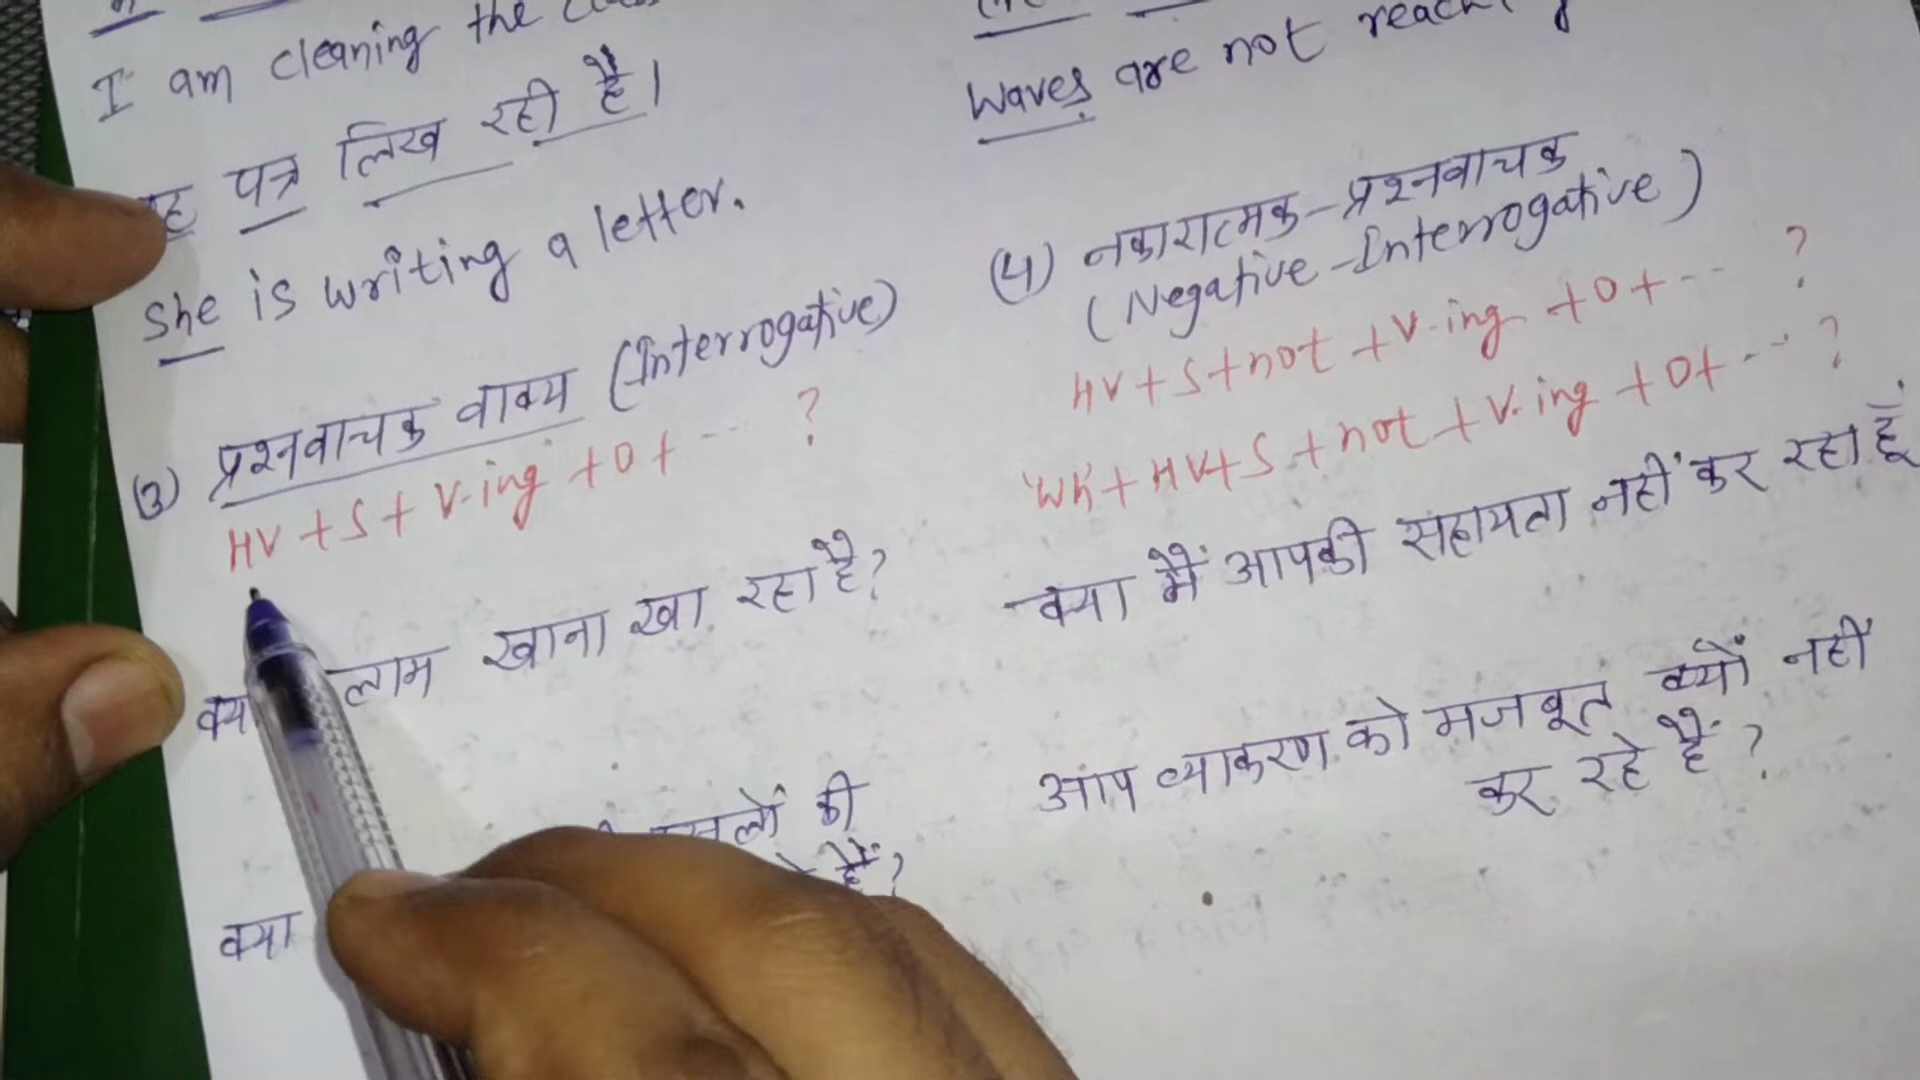 I am cleaning the
पत्र लिख रही है।
She is writing a letter.
(3) प्रश्नवाचक वाक्य (Interrogative)
HV + S + V-ing + O + --- ?
लाम खाना खा रहा है?
की
है?
क्या
Waves are not
(4) नकारात्मक-प्रश्नवाचक
(Negative-Interrogative)
HV + S + not + V-ing + O + --- ?
'Wh' + HV + S + not + V-ing + O + --- ?
क्या मैं आपकी सहायता नहीं कर रहा हूँ
आप व्याकरण को मजबूत क्यों नहीं
कर रहे हैं ?